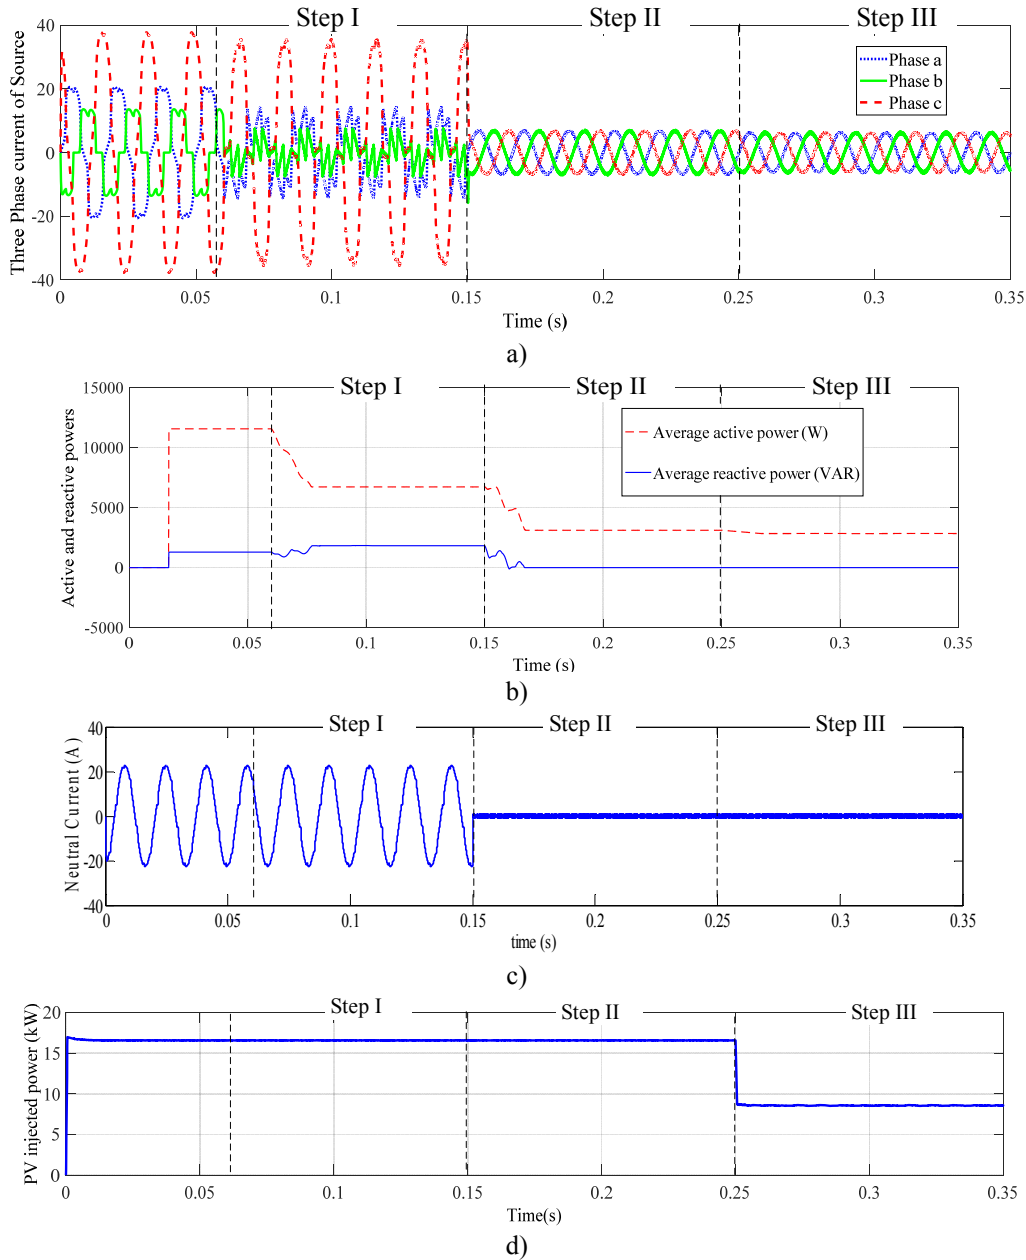 Step I Step II Step III
Three Phase current of Source
40
20
0
-20
-40
Phase a
Phase b
Phase c
0 0.05 0.1 0.15 0.2 0.25 0.3 0.35
Time (s)
a)
Step I Step II Step III
Active and reactive powers
15000
10000
5000
0
-5000
Average active power (W)
Average reactive power (VAR)
0 0.05 0.1 0.15 0.2 0.25 0.3 0.35
Time (s)
b)
Step I Step II Step III
Neutral Current (A)
40
20
0
-20
-40
0 0.05 0.1 0.15 0.2 0.25 0.3 0.35
time (s)
c)
Step I Step II Step III
PV injected power (kW)
20
15
10
5
0
0 0.05 0.1 0.15 0.2 0.25 0.3 0.35
Time(s)
d)